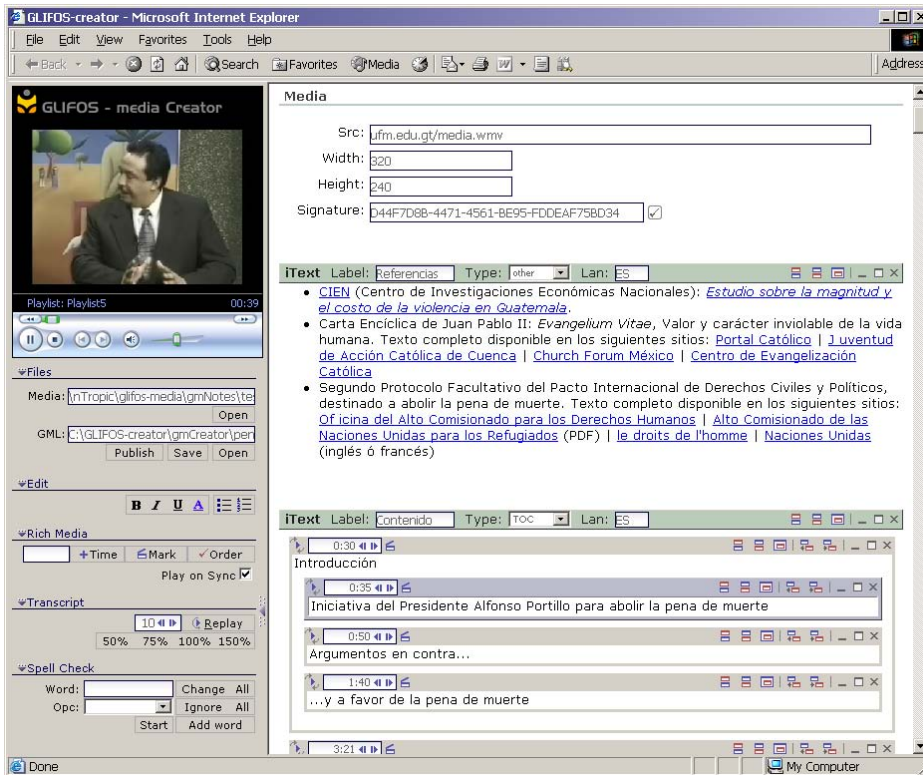 GLIFOS-creator - Microsoft Internet Explorer
File Edit View Favorites Tools Help
Back Search Favorites Media Address
GLIFOS - media Creator
Playlist: Playlist5 00:39
Files
Media: \nTropic\glifos-media\gmNotes\te
Open
GML: C:\GLIFOS-creator\gmCreator\pen
Publish Save Open
Edit
B I U A
Rich Media
+Time Mark Order
Play on Sync
Transcript
10 Replay
50% 75% 100% 150%
Spell Check
Word: Change All
Opc: Ignore All
Start Add word
Media
Src: ufm.edu.gt/media.wmv
Width: 320
Height: 240
Signature: D44F7D8B-4471-4561-BE95-FDDEAF75BD34
iText Label: Referencias Type: other Lan: ES
• CIEN (Centro de Investigaciones Económicas Nacionales): Estudio sobre la magnitud y
el costo de la violencia en Guatemala.
• Carta Encíclica de Juan Pablo II: Evangelium Vitae, Valor y carácter inviolable de la vida
humana. Texto completo disponible en los siguientes sitios: Portal Católico | J uventud
de Acción Católica de Cuenca | Church Forum México | Centro de Evangelización
Católica
• Segundo Protocolo Facultativo del Pacto Internacional de Derechos Civiles y Políticos,
destinado a abolir la pena de muerte. Texto completo disponible en los siguientes sitios:
Of icina del Alto Comisionado para los Derechos Humanos | Alto Comisionado de las
Naciones Unidas para los Refugiados (PDF) | le droits de l'homme | Naciones Unidas
(inglés ó francés)
iText Label: Contenido Type: TOC Lan: ES
0:30
Introducción
0:35
Iniciativa del Presidente Alfonso Portillo para abolir la pena de muerte
0:50
Argumentos en contra...
1:40
...y a favor de la pena de muerte
3:21
Done My Computer